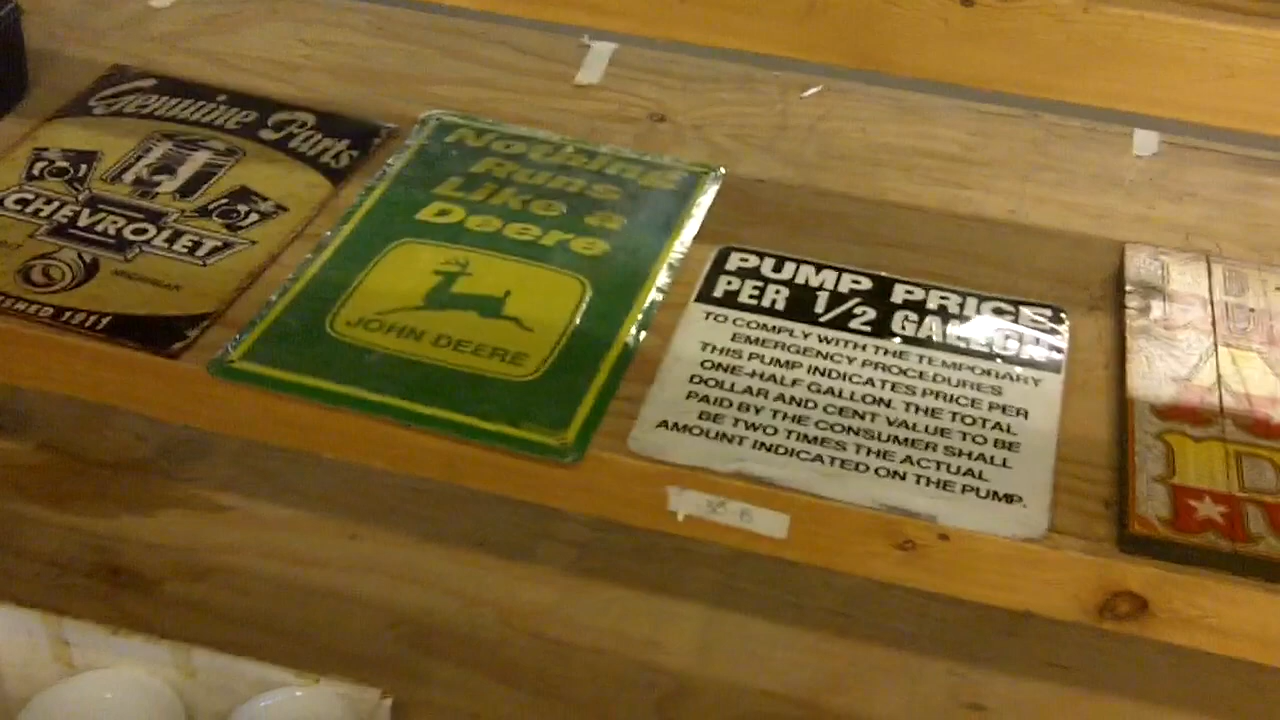 Genuine Parts
CHEVROLET
Nothing
Runs
Like a
Deere
JOHN DEERE
PUMP PRICE
PER 1/2 GALLON
TO COMPLY WITH THE TEMPORARY
EMERGENCY PROCEDURES
THIS PUMP INDICATES PRICE PER
ONE-HALF GALLON. THE TOTAL
DOLLAR AND CENT VALUE TO BE
PAID BY THE CONSUMER SHALL
BE TWO TIMES THE ACTUAL
AMOUNT INDICATED ON THE PUMP.